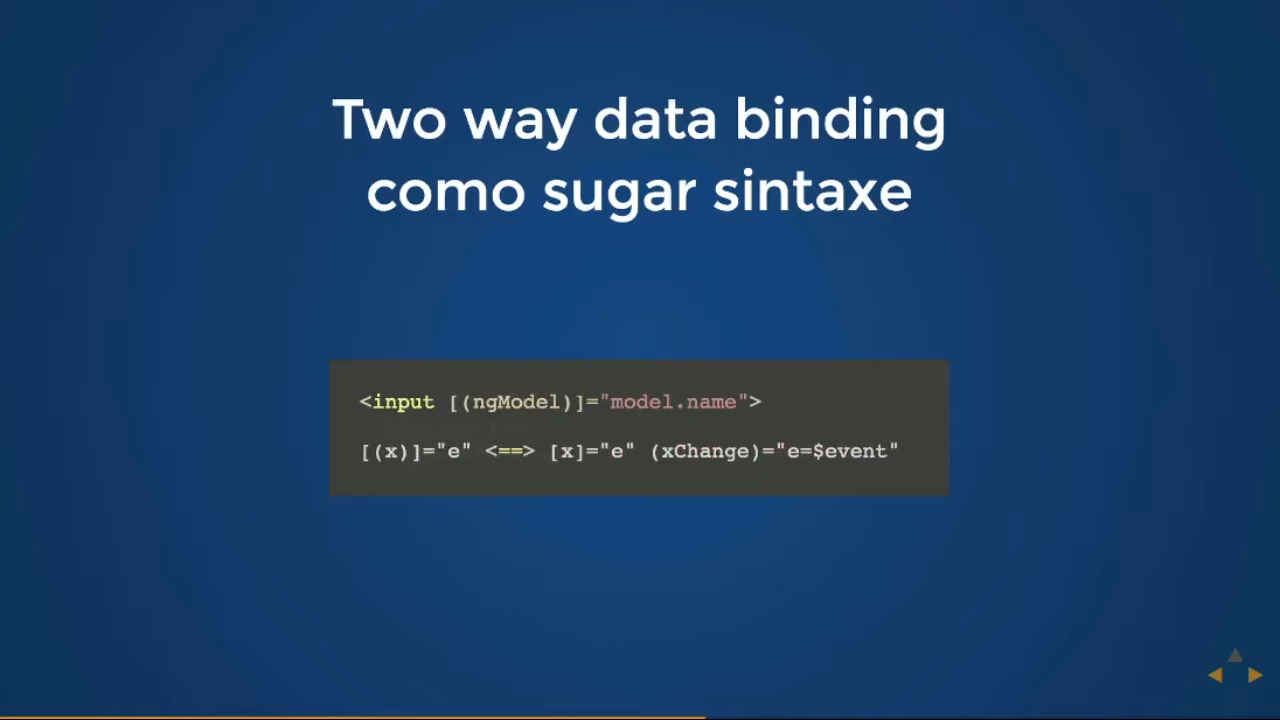 Two way data binding
como sugar sintaxe
<input [(ngModel)]="model.name">
[(x)]="e" <==> [x]="e" (xChange)="e=$event"